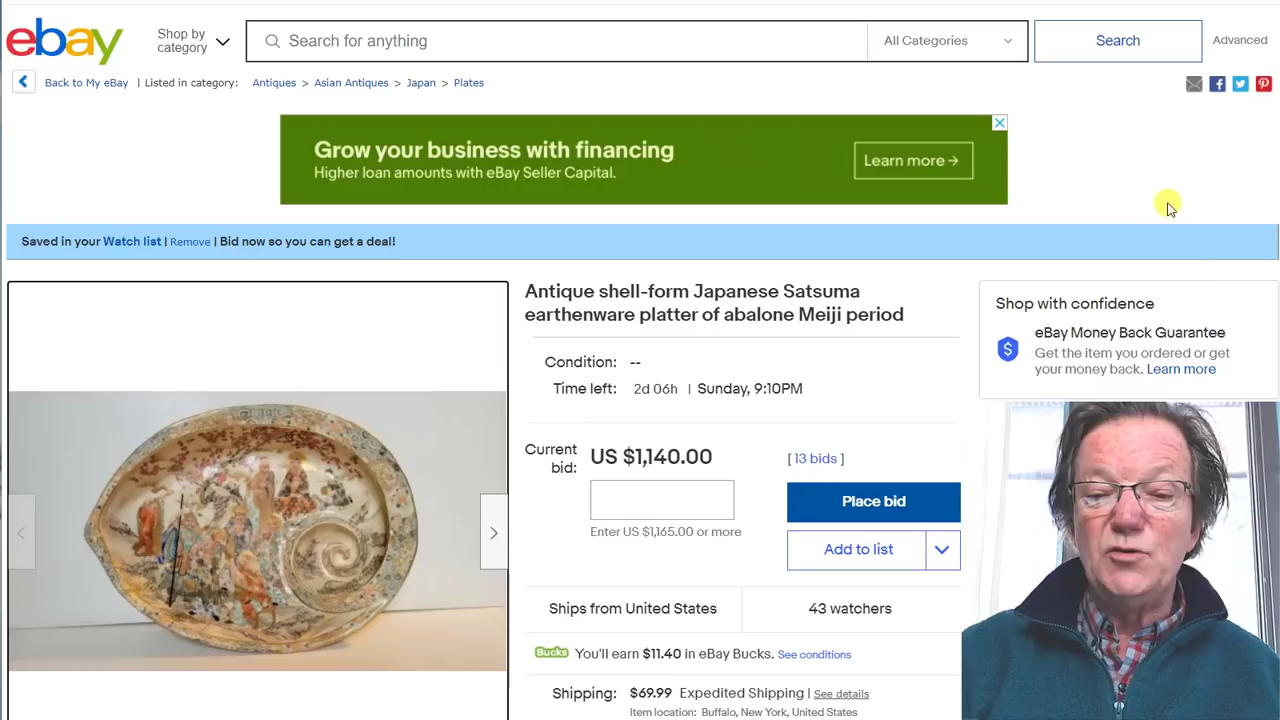 ebay
Shop by
category
Search for anything
All Categories
Search
Advanced
Back to My eBay | Listed in category: Antiques > Asian Antiques > Japan > Plates
Grow your business with financing
Higher loan amounts with eBay Seller Capital.
Learn more→
Saved in your Watch list | Remove | Bid now so you can get a deal!
Antique shell-form Japanese Satsuma
earthenware platter of abalone Meiji period
Condition: --
Time left: 2d 06h | Sunday, 9:10PM
Current
bid:
US $1,140.00
[ 13 bids ]
Place bid
Enter US $1,165.00 or more
Add to list
Ships from United States
43 watchers
Bucks You'll earn $11.40 in eBay Bucks. See conditions
Shipping: $69.99 Expedited Shipping | See details
Item location: Buffalo, New York, United States
Shop with confidence
eBay Money Back Guarantee
Get the item you ordered or get
your money back. Learn more